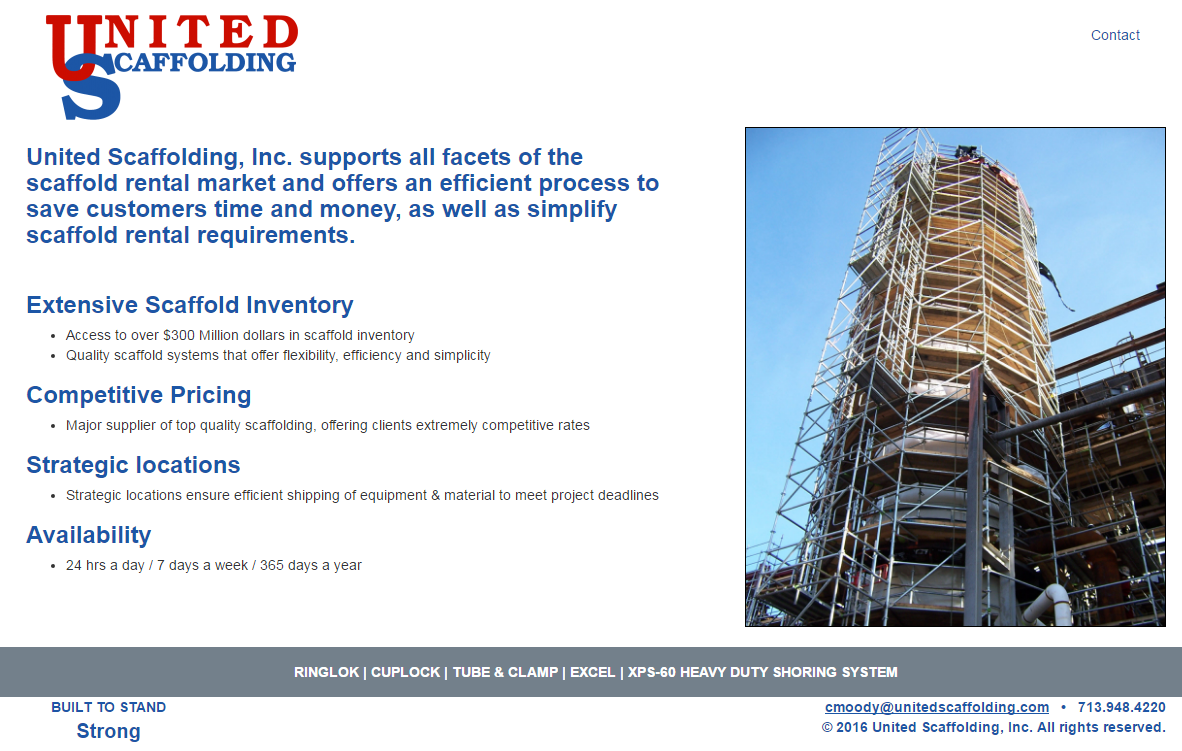 UNITED
SCAFFOLDING
Contact
United Scaffolding, Inc. supports all facets of the
scaffold rental market and offers an efficient process to
save customers time and money, as well as simplify
scaffold rental requirements.
Extensive Scaffold Inventory
• Access to over $300 Million dollars in scaffold inventory
• Quality scaffold systems that offer flexibility, efficiency and simplicity
Competitive Pricing
• Major supplier of top quality scaffolding, offering clients extremely competitive rates
Strategic locations
• Strategic locations ensure efficient shipping of equipment & material to meet project deadlines
Availability
• 24 hrs a day / 7 days a week / 365 days a year
RINGLOK | CUPLOCK | TUBE & CLAMP | EXCEL | XPS-60 HEAVY DUTY SHORING SYSTEM
BUILT TO STAND
Strong
cmoody@unitedscaffolding.com • 713.948.4220
© 2016 United Scaffolding, Inc. All rights reserved.